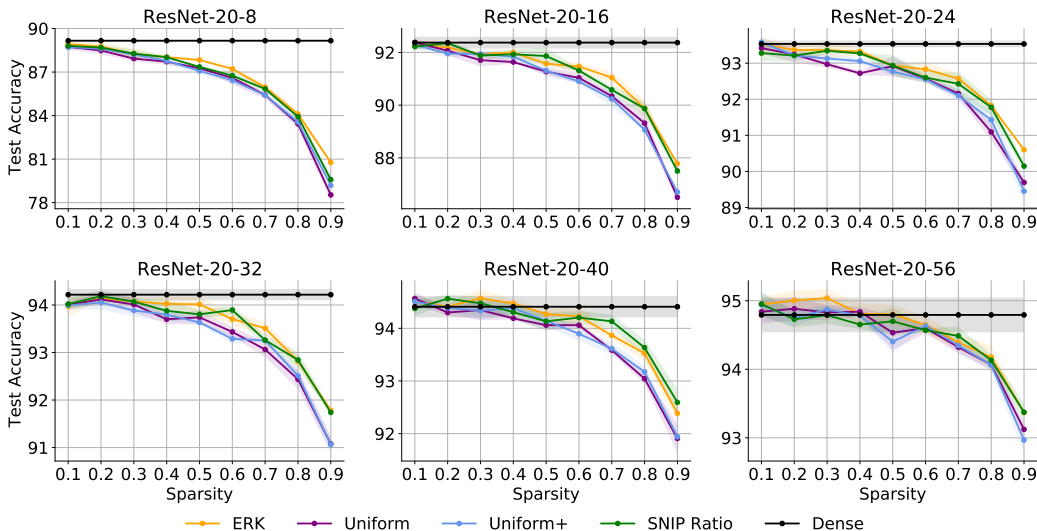 ResNet-20-8 ResNet-20-16 ResNet-20-24
Test Accuracy
90
87
84
81
78
0.1 0.2 0.3 0.4 0.5 0.6 0.7 0.8 0.9
92
90
88
0.1 0.2 0.3 0.4 0.5 0.6 0.7 0.8 0.9
93
92
91
90
89
0.1 0.2 0.3 0.4 0.5 0.6 0.7 0.8 0.9
ResNet-20-32 ResNet-20-40 ResNet-20-56
Test Accuracy
94
93
92
91
0.1 0.2 0.3 0.4 0.5 0.6 0.7 0.8 0.9
Sparsity
94
93
92
0.1 0.2 0.3 0.4 0.5 0.6 0.7 0.8 0.9
Sparsity
95
94
93
0.1 0.2 0.3 0.4 0.5 0.6 0.7 0.8 0.9
Sparsity
ERK Uniform Uniform+ SNIP Ratio Dense